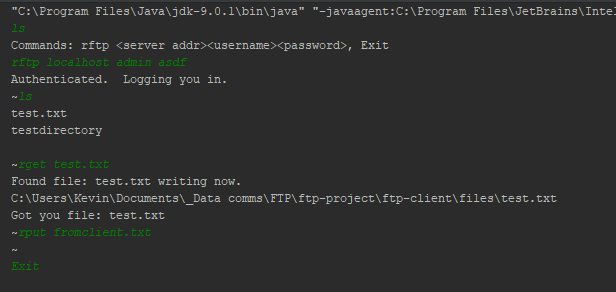 "C:\Program Files\Java\jdk-9.0.1\bin\java" "-javaagent:C:\Program Files\JetBrains\Inte
ls
Commands: rftp <server addr><username><password>, Exit
rftp localhost admin asdf
Authenticated.  Logging you in.
~ls
test.txt
testdirectory
~rget test.txt
Found file: test.txt writing now.
C:\Users\Kevin\Documents\_Data comms\FTP\ftp-project\ftp-client\files\test.txt
Got you file: test.txt
~rput fromclient.txt
~
Exit